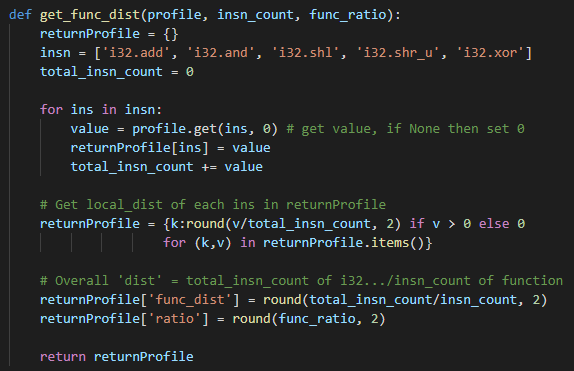 def get_func_dist(profile, insn_count, func_ratio):
    returnProfile = {}
    insn = ['i32.add', 'i32.and', 'i32.shl', 'i32.shr_u', 'i32.xor']
    total_insn_count = 0

    for ins in insn:
        value = profile.get(ins, 0) # get value, if None then set 0
        returnProfile[ins] = value
        total_insn_count += value

    # Get local_dist of each ins in returnProfile
    returnProfile = {k:round(v/total_insn_count, 2) if v > 0 else 0
                    for (k,v) in returnProfile.items()}

    # Overall 'dist' = total_insn_count of i32.../insn_count of function
    returnProfile['func_dist'] = round(total_insn_count/insn_count, 2)
    returnProfile['ratio'] = round(func_ratio, 2)

    return returnProfile